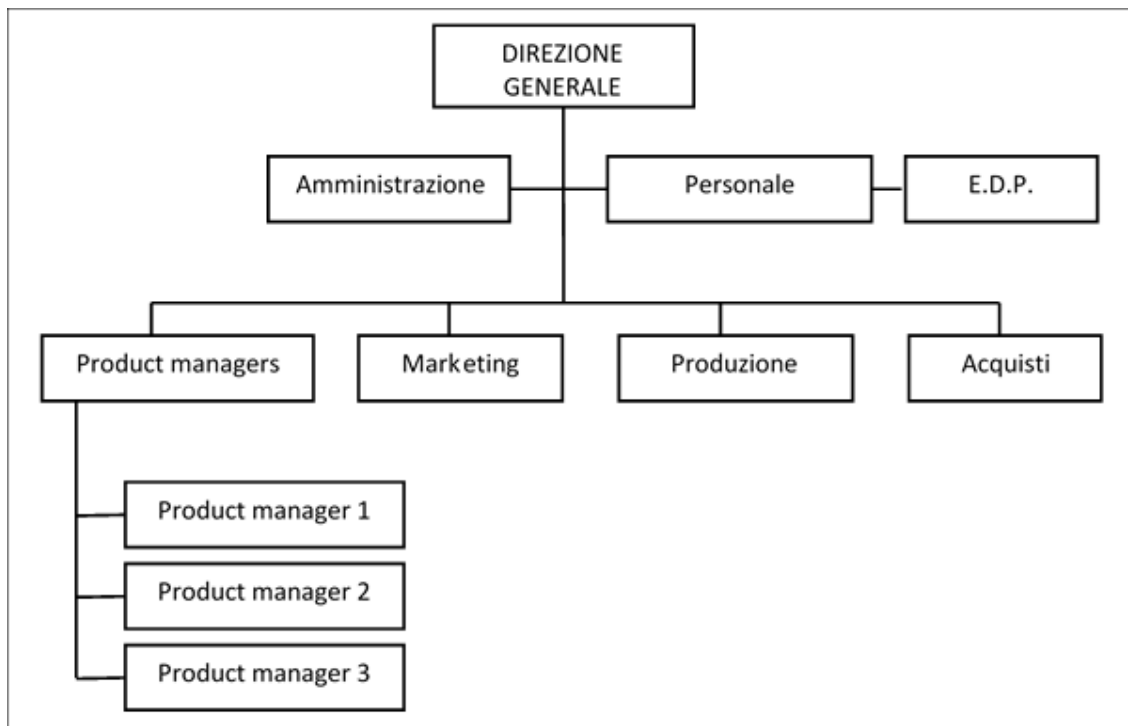 DIREZIONE
GENERALE
Amministrazione
Personale
E.D.P.
Product managers
Marketing
Produzione
Acquisti
Product manager 1
Product manager 2
Product manager 3